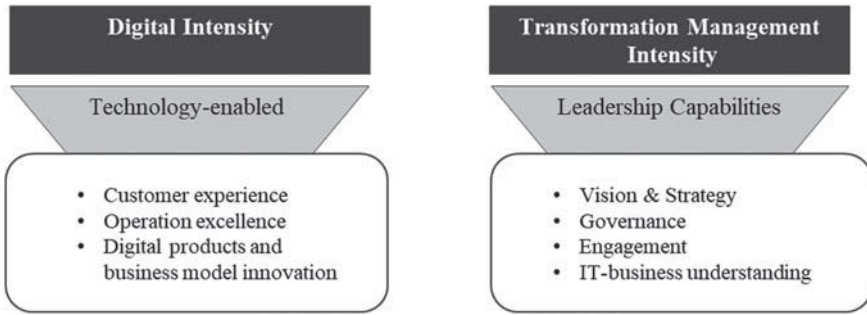 Digital Intensity
Technology-enabled
• Customer experience
• Operation excellence
• Digital products and
business model innovation
Transformation Management
Intensity
Leadership Capabilities
• Vision & Strategy
• Governance
• Engagement
• IT-business understanding